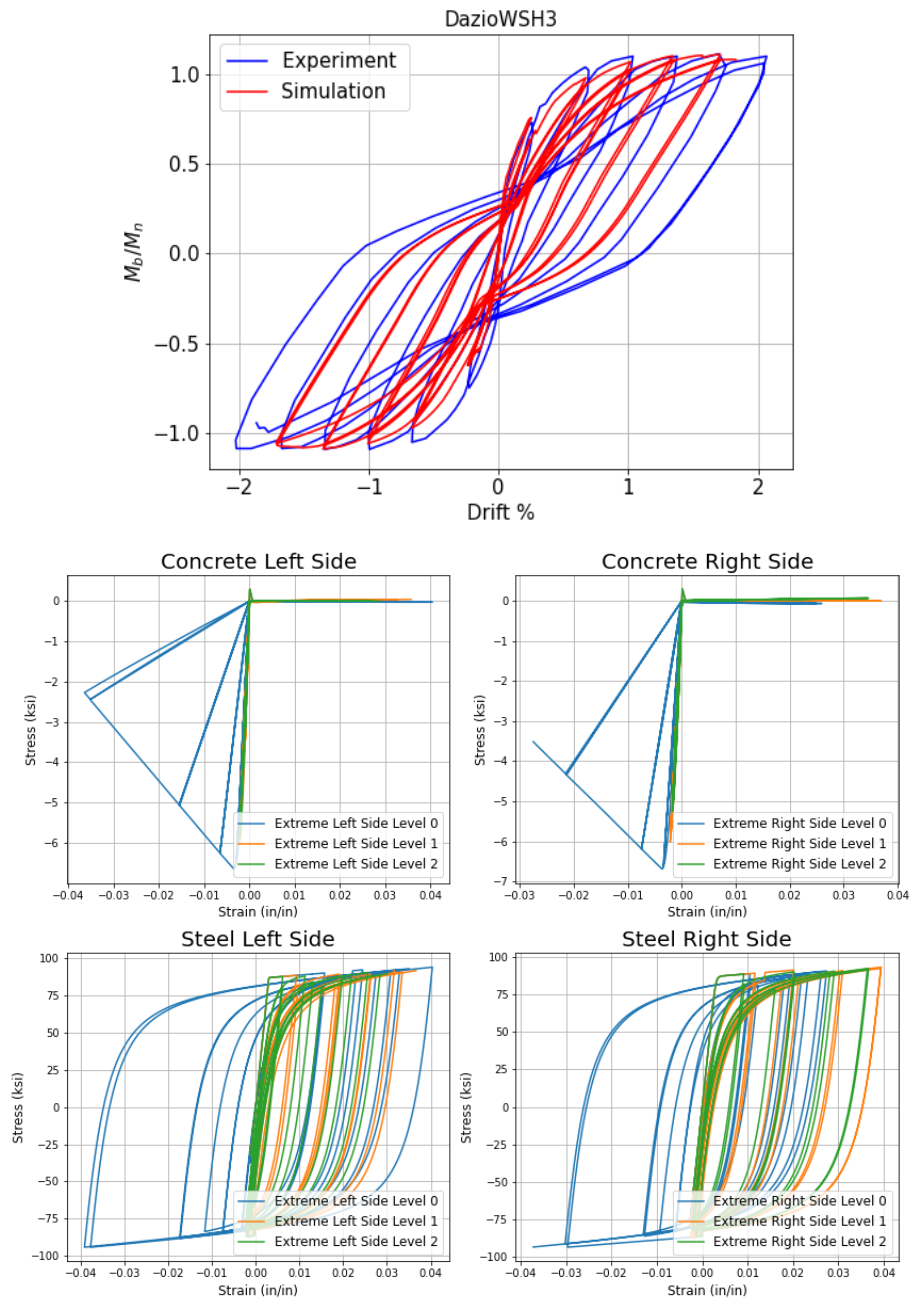 DazioWSH3
Experiment
Simulation
1.0
0.5
0.0
−0.5
−1.0
M_b/M_n
−2 −1 0 1 2
Drift %
Concrete Left Side
0
−1
−2
−3
−4
−5
−6
Stress (ksi)
Extreme Left Side Level 0
Extreme Left Side Level 1
Extreme Left Side Level 2
−0.04 −0.03 −0.02 −0.01 0.00 0.01 0.02 0.03 0.04
Strain (in/in)
Concrete Right Side
0
−1
−2
−3
−4
−5
−6
−7
Stress (ksi)
Extreme Right Side Level 0
Extreme Right Side Level 1
Extreme Right Side Level 2
−0.03 −0.02 −0.01 0.00 0.01 0.02 0.03 0.04
Strain (in/in)
Steel Left Side
100
75
50
25
0
−25
−50
−75
−100
Stress (ksi)
Extreme Left Side Level 0
Extreme Left Side Level 1
Extreme Left Side Level 2
−0.04 −0.03 −0.02 −0.01 0.00 0.01 0.02 0.03 0.04
Strain (in/in)
Steel Right Side
100
75
50
25
0
−25
−50
−75
−100
Stress (ksi)
Extreme Right Side Level 0
Extreme Right Side Level 1
Extreme Right Side Level 2
−0.04 −0.03 −0.02 −0.01 0.00 0.01 0.02 0.03 0.04
Strain (in/in)